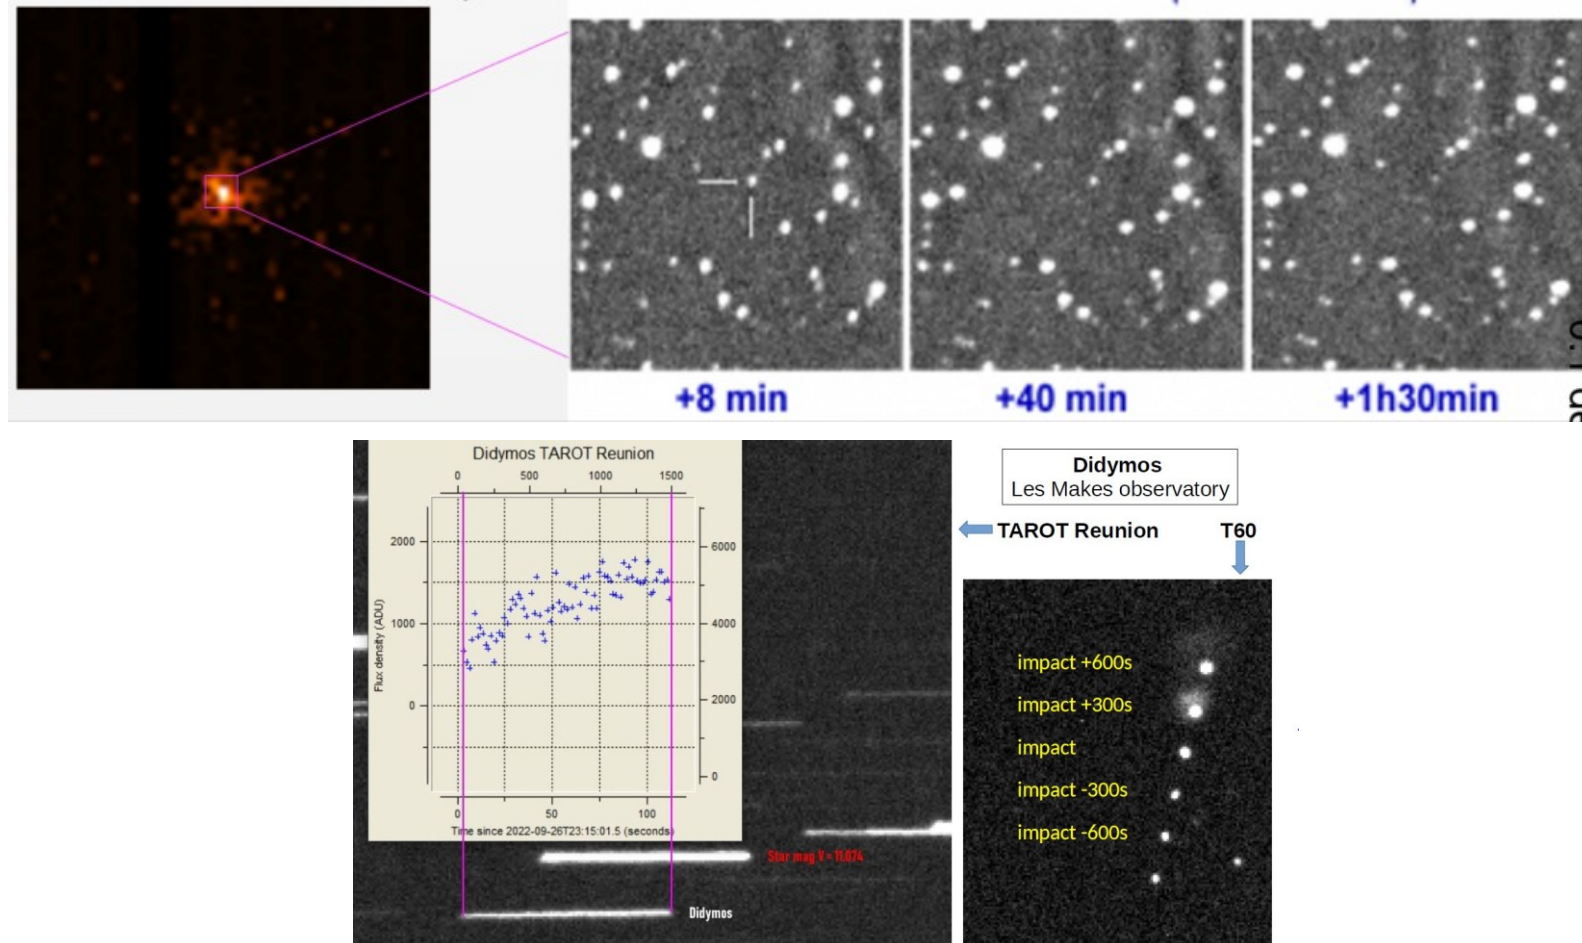 +8 min
+40 min
+1h30min
Didymos TAROT Reunion
0 500 1000 1500
2000
1000
0
6000
4000
2000
0
Flux density (ADU)
0 50 100
Time since 2022-09-26T23:15:01.5 (seconds)
Star mag V = 11.874
Didymos
Didymos
Les Makes observatory
TAROT Reunion
T60
impact +600s
impact +300s
impact
impact -300s
impact -600s